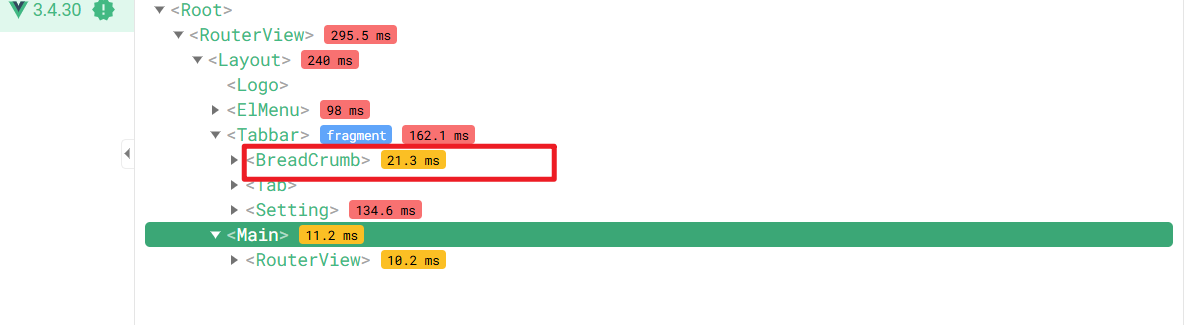 3.4.30
<Root>
<RouterView> 295.5 ms
<Layout> 240 ms
<Logo>
<ElMenu> 98 ms
<Tabbar> fragment 162.1 ms
<BreadCrumb> 21.3 ms
<Tab>
<Setting> 134.6 ms
<Main> 11.2 ms
<RouterView> 10.2 ms